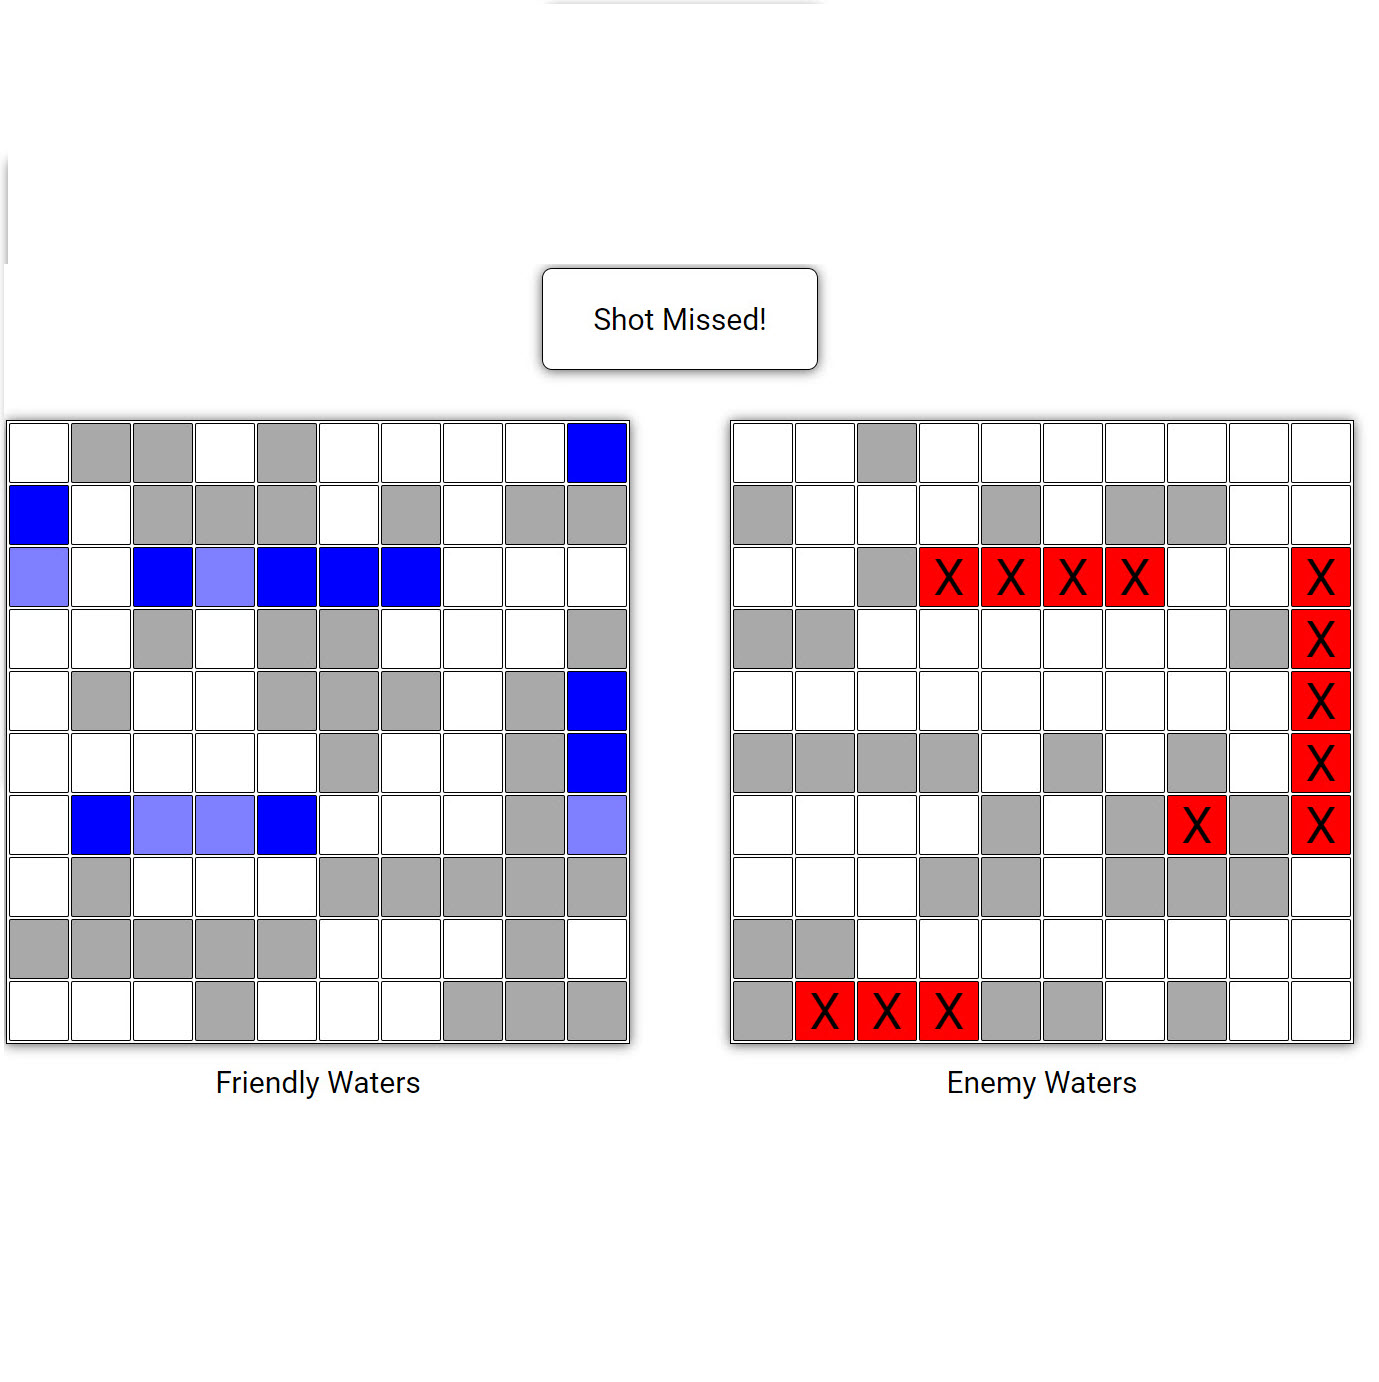 Shot Missed!
X X X X X
X
X
X
X X
X X X
Friendly Waters
Enemy Waters